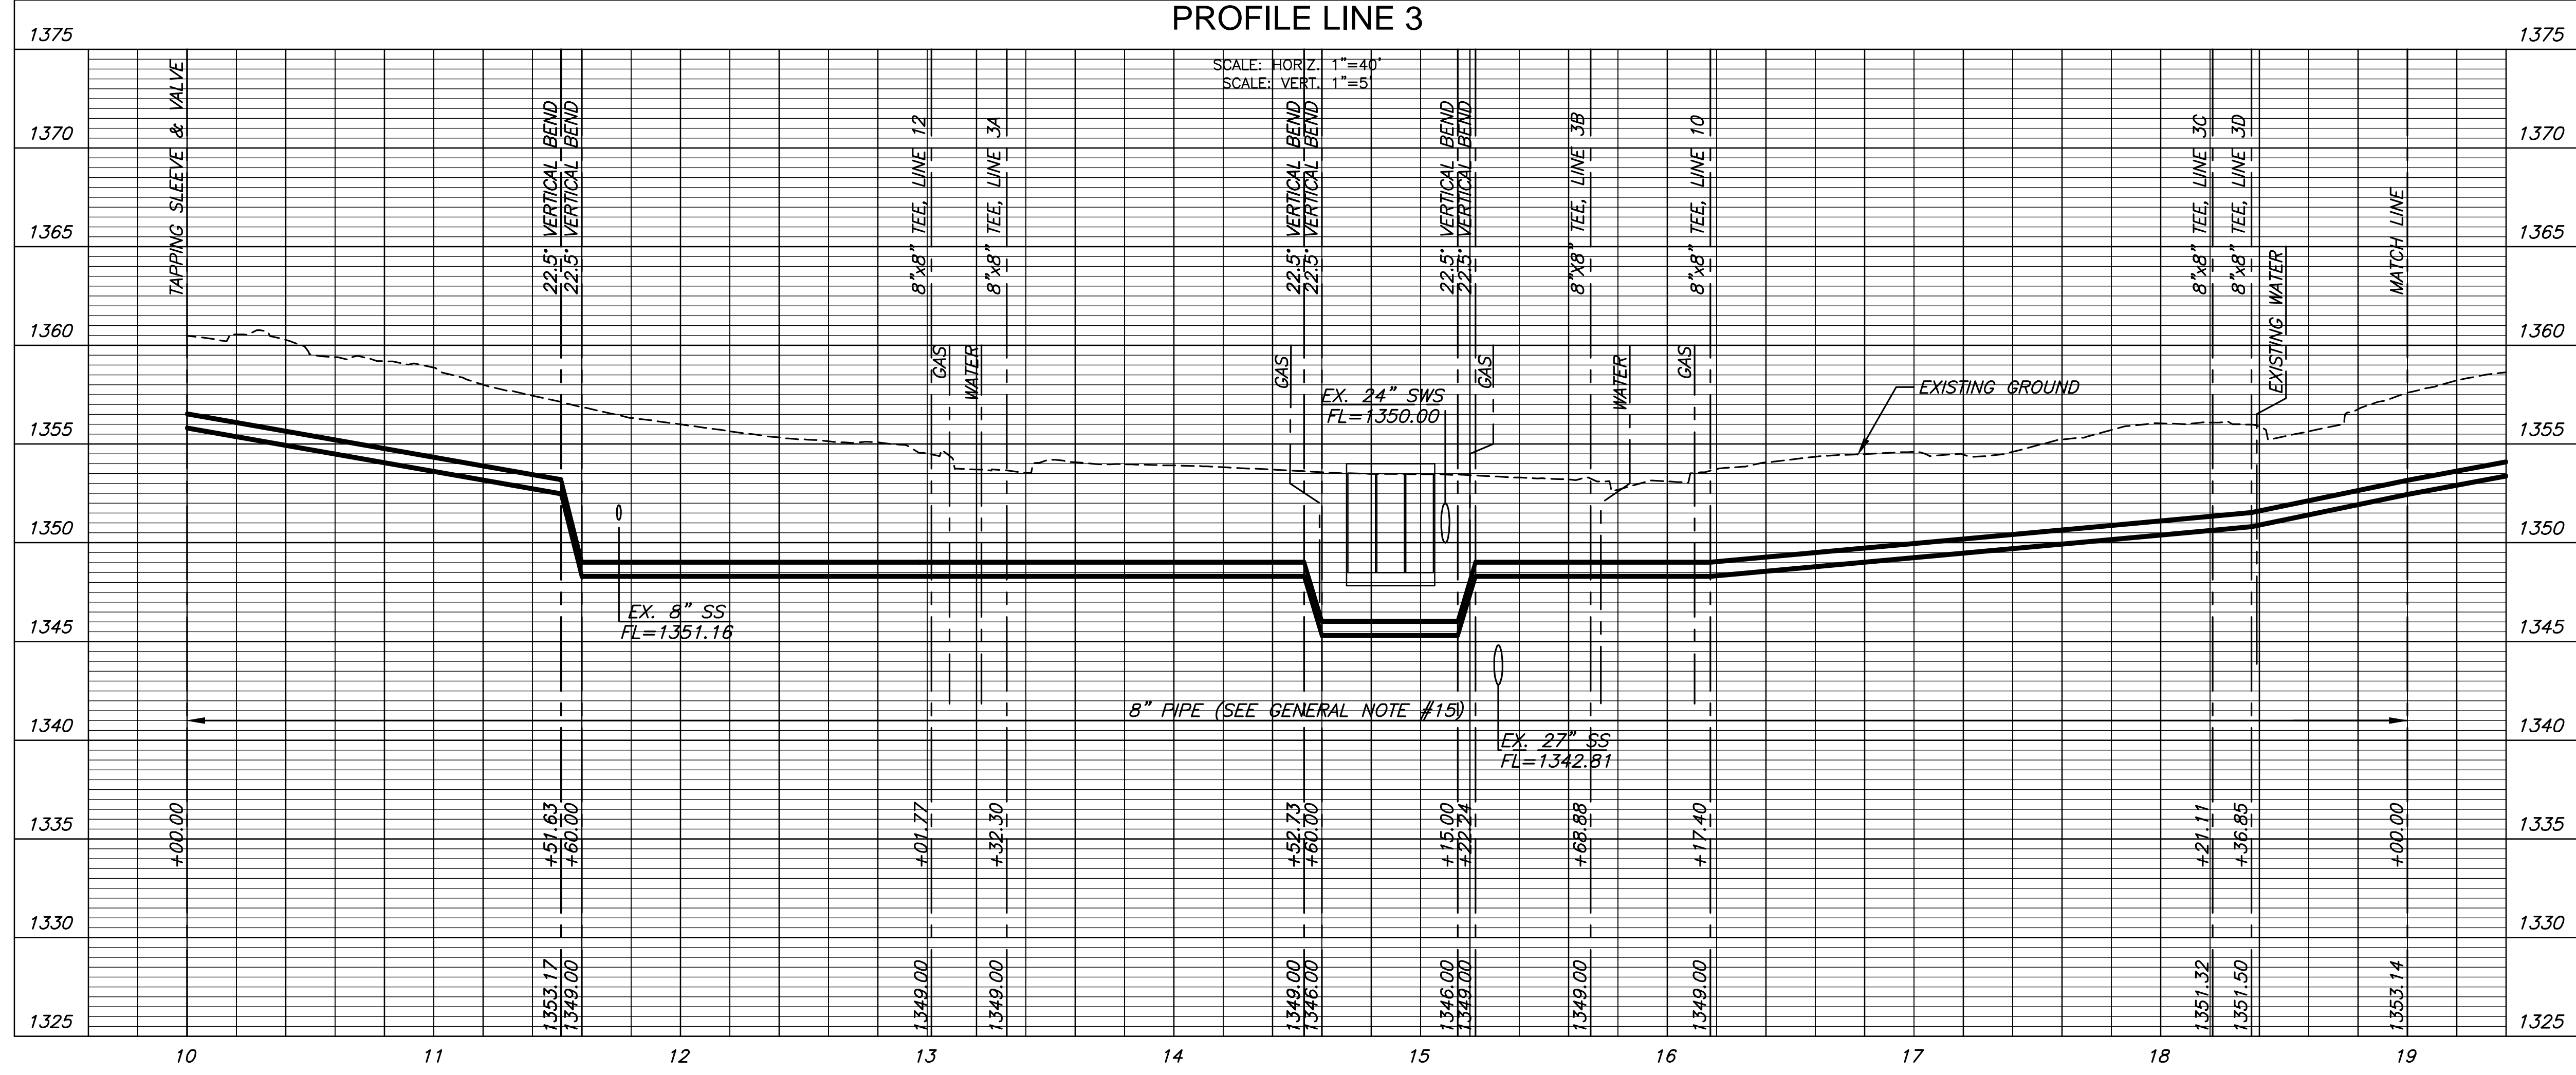 PROFILE LINE 3
SCALE: HORIZ. 1"=40'
SCALE: VERT. 1"=5'
1375
1375
1370
1370
1365
1365
1360
1360
1355
1355
1350
1350
1345
1345
1340
1340
1335
1335
1330
1330
1325
1325
TAPPING SLEEVE & VALVE
22.5° VERTICAL BEND
22.5° VERTICAL BEND
8"x8" TEE, LINE 12
8"x8" TEE, LINE 3A
22.5° VERTICAL BEND
22.5° VERTICAL BEND
22.5° VERTICAL BEND
22.5° VERTICAL BEND
8"x8" TEE, LINE 3B
8"x8" TEE, LINE 10
8"x8" TEE, LINE 3C
8"x8" TEE, LINE 3D
EXISTING WATER
MATCH LINE
GAS
WATER
GAS
GAS
WATER
GAS
EX. 24" SWS
FL=1350.00
EXISTING GROUND
EX. 8" SS
FL=1351.16
8" PIPE (SEE GENERAL NOTE #15)
EX. 27" SS
FL=1342.81
+00.00
+51.63
+60.00
+01.77
+32.30
+52.73
+60.00
+15.00
+22.24
+68.88
+17.40
+21.11
+36.85
+00.00
1353.17
1349.00
1349.00
1349.00
1349.00
1346.00
1346.00
1349.00
1349.00
1349.00
1351.32
1351.50
1353.14
10
11
12
13
14
15
16
17
18
19